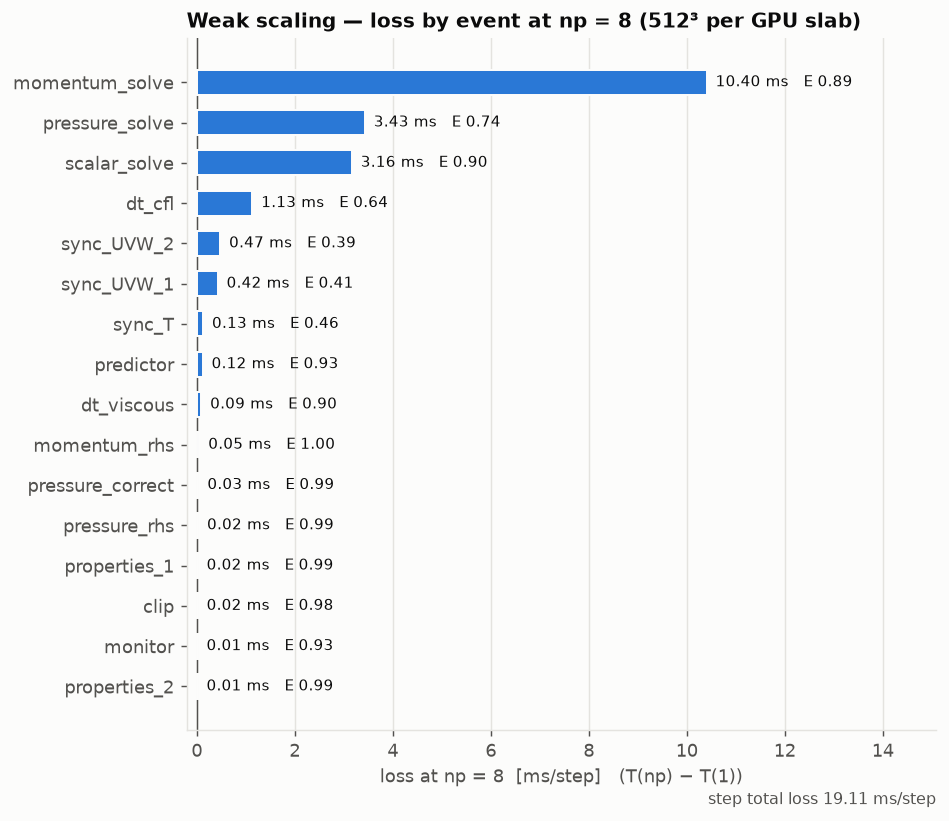 Weak scaling — loss by event at np = 8 (512³ per GPU slab)
momentum_solve 10.40 ms E 0.89
pressure_solve 3.43 ms E 0.74
scalar_solve 3.16 ms E 0.90
dt_cfl 1.13 ms E 0.64
sync_UVW_2 0.47 ms E 0.39
sync_UVW_1 0.42 ms E 0.41
sync_T 0.13 ms E 0.46
predictor 0.12 ms E 0.93
dt_viscous 0.09 ms E 0.90
momentum_rhs 0.05 ms E 1.00
pressure_correct 0.03 ms E 0.99
pressure_rhs 0.02 ms E 0.99
properties_1 0.02 ms E 0.99
clip 0.02 ms E 0.98
monitor 0.01 ms E 0.93
properties_2 0.01 ms E 0.99
0 2 4 6 8 10 12 14
loss at np = 8 [ms/step] (T(np) − T(1))
step total loss 19.11 ms/step